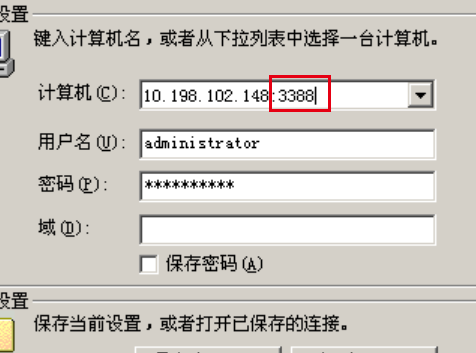 设置
键入计算机名，或者从下拉列表中选择一台计算机。
计算机(C): 10.198.102.148:3388
用户名(U): administrator
密码(P): **********
域(D):
保存密码(A)
设置
保存当前设置，或者打开已保存的连接。